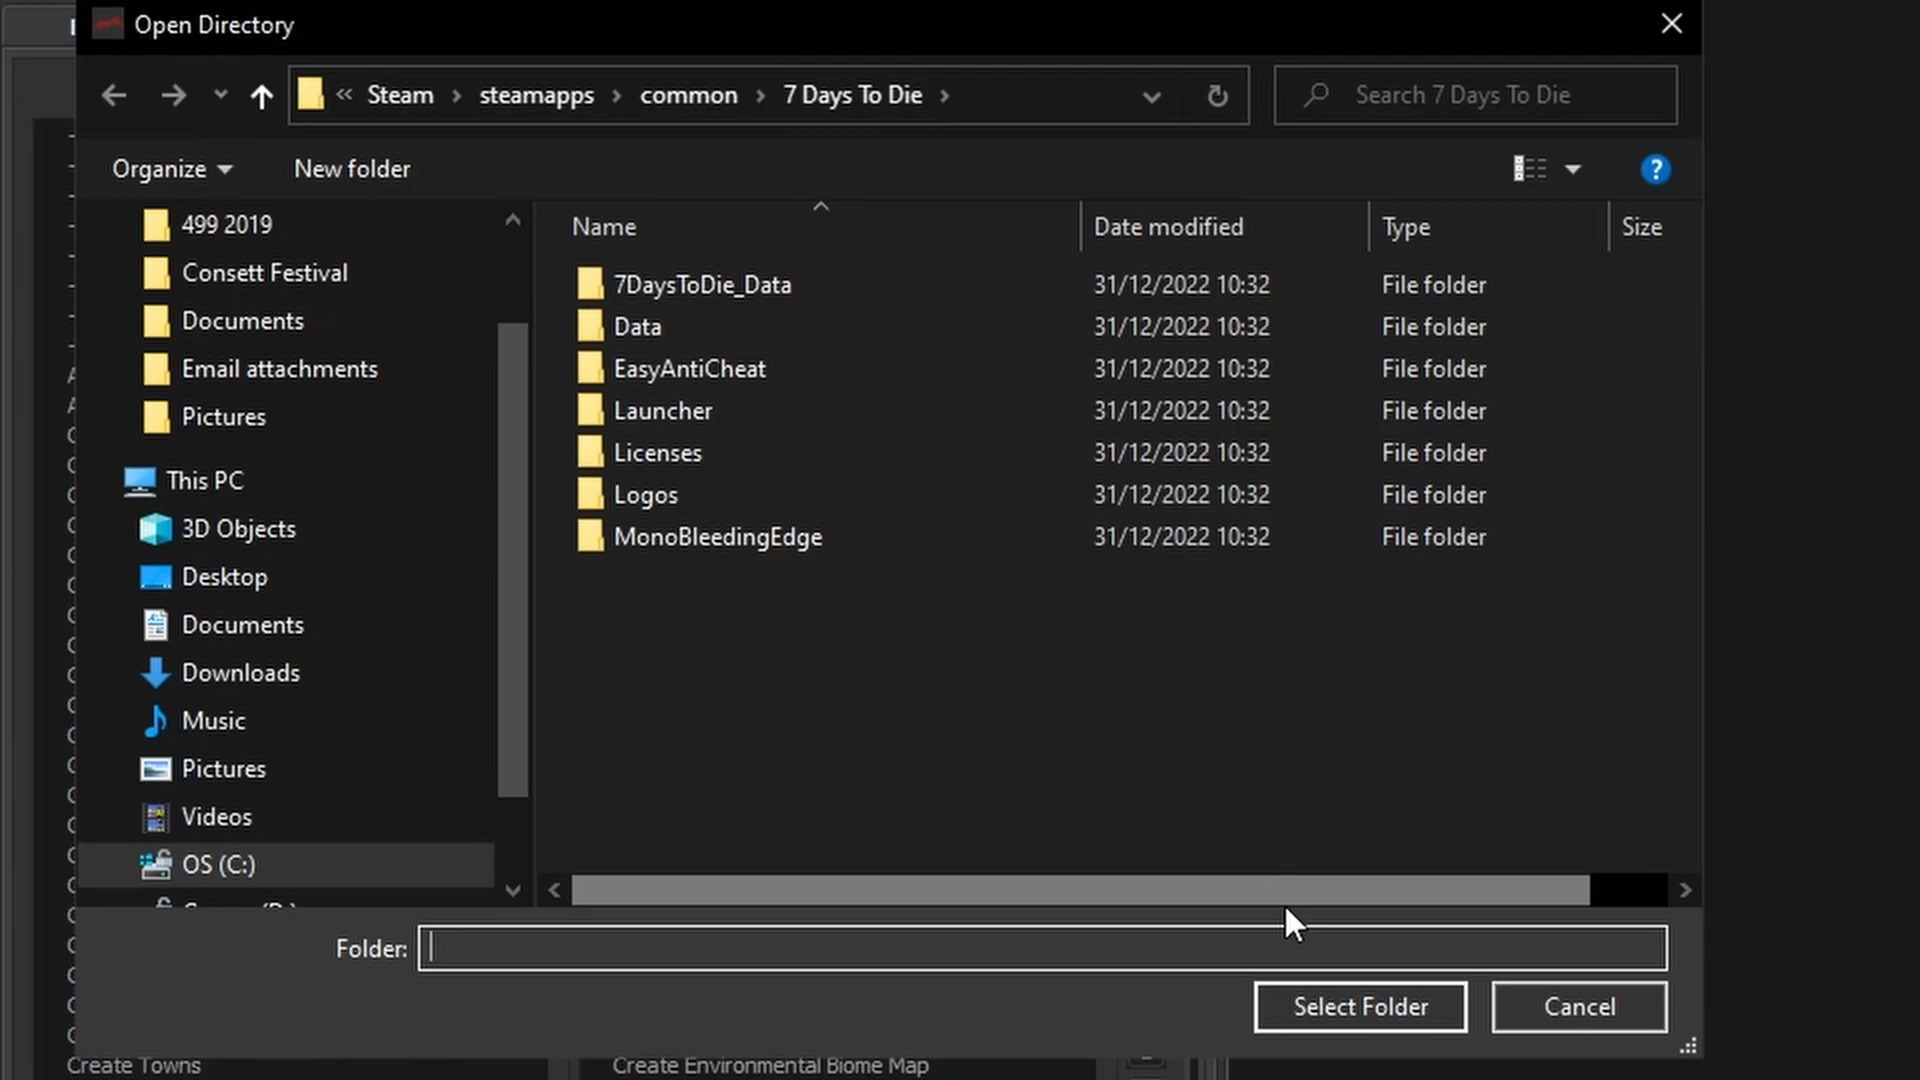 Open Directory
« Steam › steamapps › common › 7 Days To Die ›
Search 7 Days To Die
Organize
New folder
?
499 2019
Consett Festival
Documents
Email attachments
Pictures
This PC
3D Objects
Desktop
Documents
Downloads
Music
Pictures
Videos
OS (C:)
Name Date modified Type Size
7DaysToDie_Data 31/12/2022 10:32 File folder
Data 31/12/2022 10:32 File folder
EasyAntiCheat 31/12/2022 10:32 File folder
Launcher 31/12/2022 10:32 File folder
Licenses 31/12/2022 10:32 File folder
Logos 31/12/2022 10:32 File folder
MonoBleedingEdge 31/12/2022 10:32 File folder
Folder:
Select Folder
Cancel
Create Towns
Create Environmental Biome Map